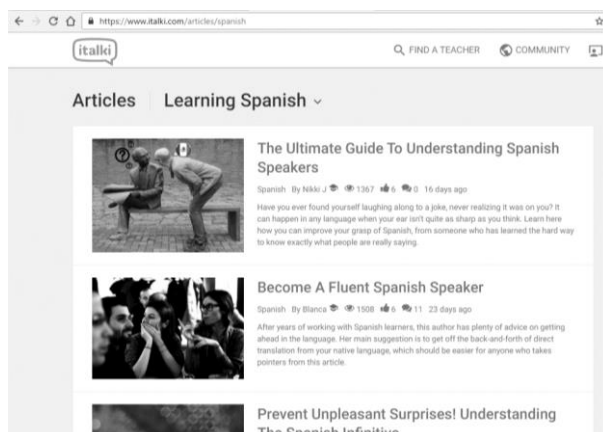 https://www.italki.com/articles/spanish
italki
FIND A TEACHER
COMMUNITY
Articles
Learning Spanish
The Ultimate Guide To Understanding Spanish
Speakers
Spanish By Nikki J 1367 6 0 16 days ago
Have you ever found yourself laughing along to a joke, never realizing it was on you? It
can happen in any language when your ear isn't quite as sharp as you think. Learn here
how you can improve your grasp of Spanish, from someone who has learned the hard way
to know exactly what people are really saying.
Become A Fluent Spanish Speaker
Spanish By Blanca 1508 6 11 23 days ago
After years of working with Spanish learners, this author has plenty of advice on getting
ahead in the language. Her main suggestion is to get off the back-and-forth of direct
translation from your native language, which should be easier for anyone who takes
pointers from this article.
Prevent Unpleasant Surprises! Understanding
The Spanish Infinitive